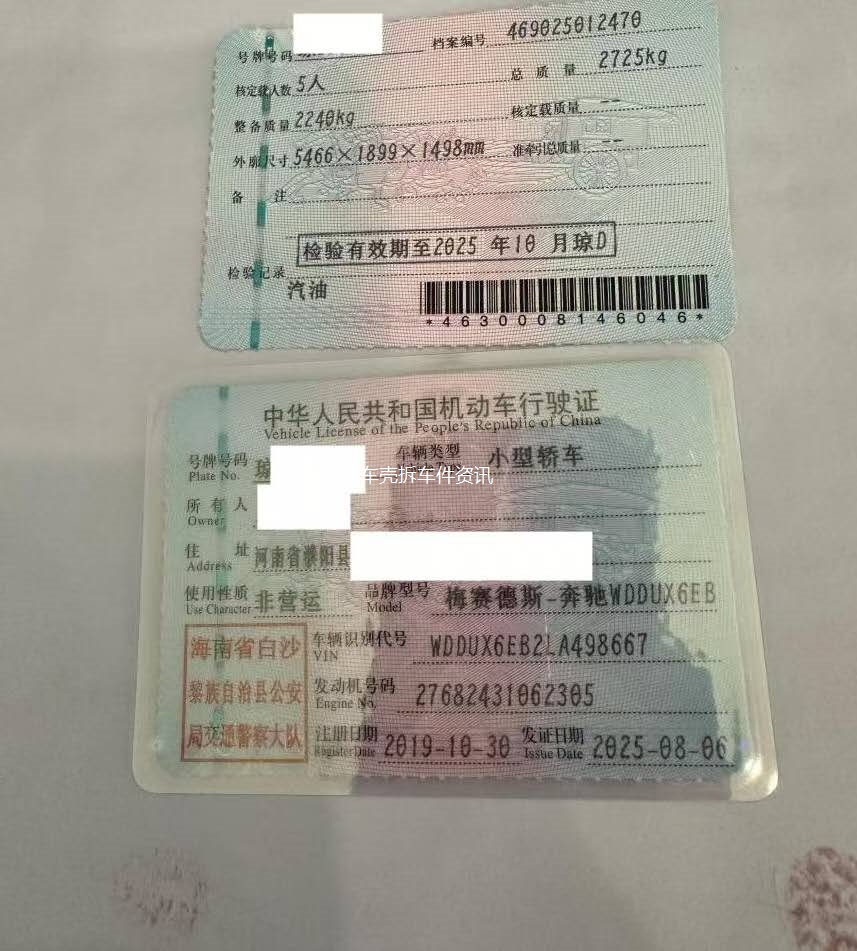 号牌号码
档案编号 469025012470
核定载人数 5人
总质量 2725kg
整备质量 2240kg
核定载质量 --
外廓尺寸 5466×1899×1498mm
准牵引总质量 --
备注
检验有效期至2025 年10 月琼D
检验记录
汽油
*4630008146046*
中华人民共和国机动车行驶证
Vehicle License of the People's Republic of China
号牌号码 琼
Plate No.
车辆类型 小型轿车
车壳拆车件资讯
所有人
Owner
住址 河南省濮阳县
Address
使用性质 非营运
Use Character
品牌型号 梅赛德斯-奔驰WDDUX6EB
Model
海南省白沙
黎族自治县公安
局交通警察大队
车辆识别代号 WDDUX6EB2LA498667
VIN
发动机号码 27682431062305
Engine No.
注册日期 2019-10-30
Register Date
发证日期 2025-08-06
Issue Date